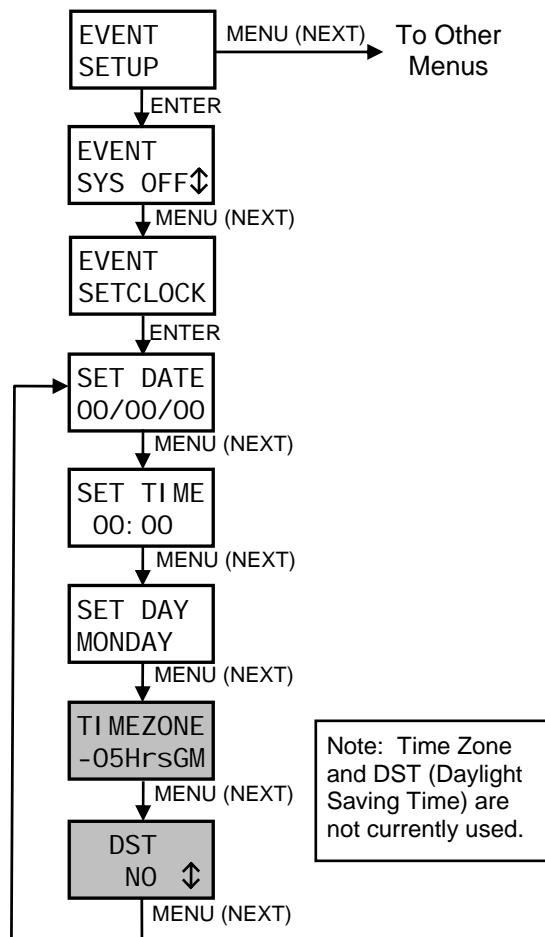 EVENT
SETUP
MENU (NEXT)
To Other
Menus
ENTER
EVENT
SYS OFF↕
MENU (NEXT)
EVENT
SETCLOCK
ENTER
SET DATE
00/00/00
MENU (NEXT)
SET TIME
00:00
MENU (NEXT)
SET DAY
MONDAY
MENU (NEXT)
TIMEZONE
-05HrsGM
MENU (NEXT)
DST
NO ↕
MENU (NEXT)
Note: Time Zone
and DST (Daylight
Saving Time) are
not currently used.